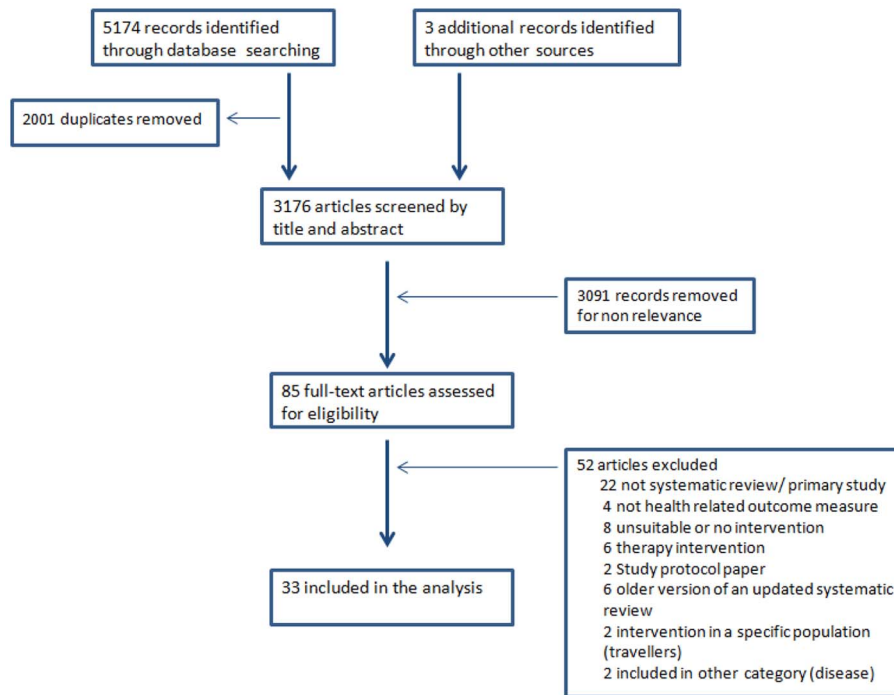 5174 records identified
through database searching
3 additional records identified
through other sources
2001 duplicates removed
3176 articles screened by
title and abstract
3091 records removed
for non relevance
85 full-text articles assessed
for eligibility
52 articles excluded
22 not systematic review/ primary study
4 not health related outcome measure
8 unsuitable or no intervention
6 therapy intervention
2 Study protocol paper
6 older version of an updated systematic
review
2 intervention in a specific population
(travellers)
2 included in other category (disease)
33 included in the analysis